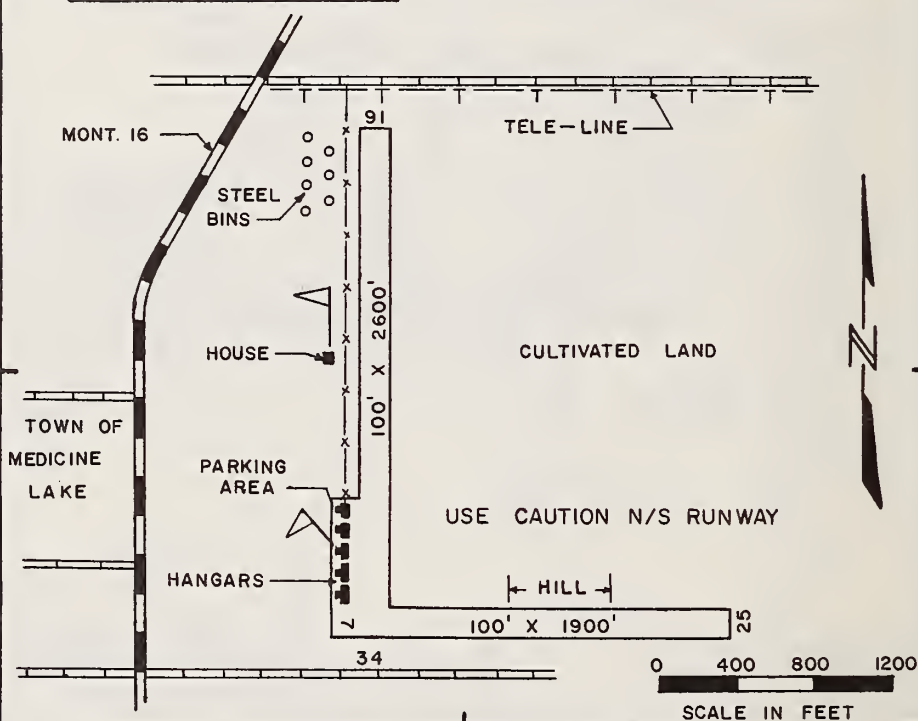 MONT. 16
16
TELE-LINE
STEEL
BINS
HOUSE
100' X 2600'
CULTIVATED LAND
N
TOWN OF
MEDICINE
LAKE
PARKING
AREA
USE CAUTION N/S RUNWAY
HANGARS
HILL
7
100' X 1900'
25
34
0 400 800 1200
SCALE IN FEET